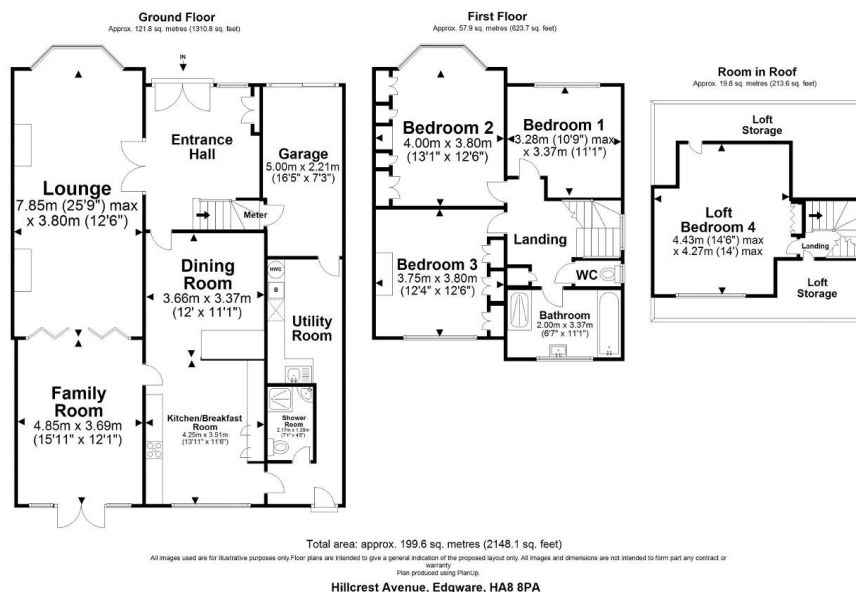 Ground Floor
Approx. 121.8 sq. metres (1310.8 sq. feet)
IN
Entrance
Hall
Garage
5.00m x 2.21m
(16'5" x 7'3")
Lounge
7.85m (25'9") max
x 3.80m (12'6")
Meter
Dining
Room
3.66m x 3.37m
(12' x 11'1")
HWC
B
Utility
Room
Family
Room
4.85m x 3.69m
(15'11" x 12'1")
Kitchen/Breakfast
Room
4.25m x 3.51m
(13'11" x 11'6")
Shower
Room
First Floor
Approx. 57.9 sq. metres (623.7 sq. feet)
Bedroom 2
4.00m x 3.80m
(13'1" x 12'6")
Bedroom 1
3.28m (10'9") max
x 3.37m (11'1")
Landing
Bedroom 3
3.75m x 3.80m
(12'4" x 12'6")
WC
Bathroom
2.00m x 3.37m
(6'7" x 11'1")
Room in Roof
Approx. 19.8 sq. metres (213.6 sq. feet)
Loft
Storage
Loft
Bedroom 4
4.43m (14'6") max
x 4.27m (14') max
Landing
Loft
Storage
Total area: approx. 199.6 sq. metres (2148.1 sq. feet)
All images used are for illustrative purposes only.Floor plans are intended to give a general indication of the proposed layout only. All images and dimensions are not intended to form part any contract or
warranty
Plan produced using PlanUp.
Hillcrest Avenue, Edgware, HA8 8PA